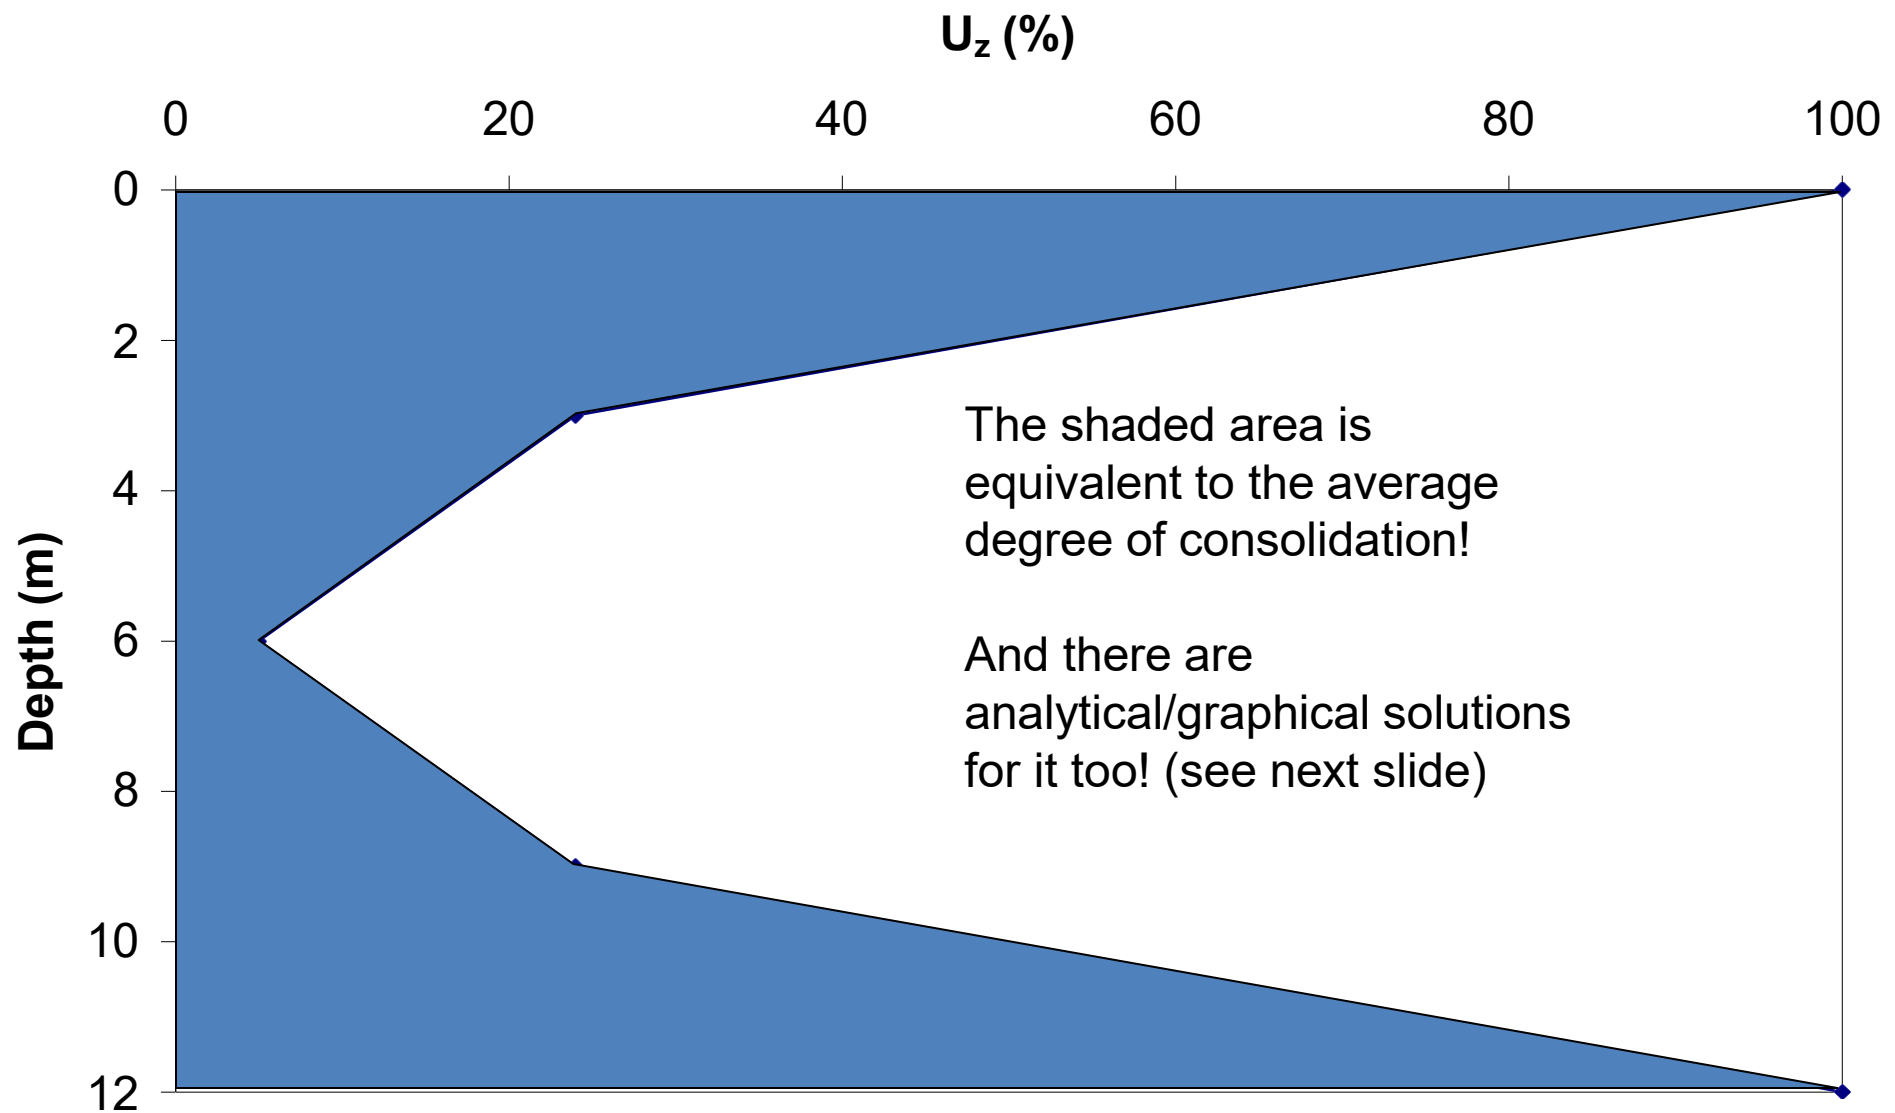 U_z (%)
0 20 40 60 80 100
0
2
4
6
8
10
12
Depth (m)
The shaded area is
equivalent to the average
degree of consolidation!
And there are
analytical/graphical solutions
for it too! (see next slide)